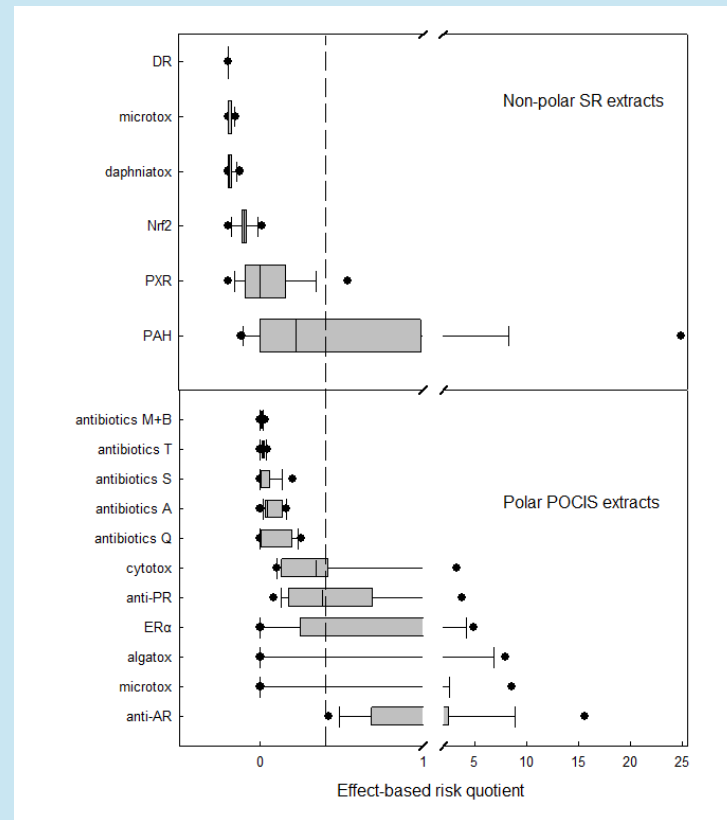 DR
Non-polar SR extracts
microtox
daphniatox
Nrf2
PXR
PAH
antibiotics M+B
antibiotics T
antibiotics S
Polar POCIS extracts
antibiotics A
antibiotics Q
cytotox
anti-PR
ERα
algatox
microtox
anti-AR
0 1 5 10 15 20 25
Effect-based risk quotient